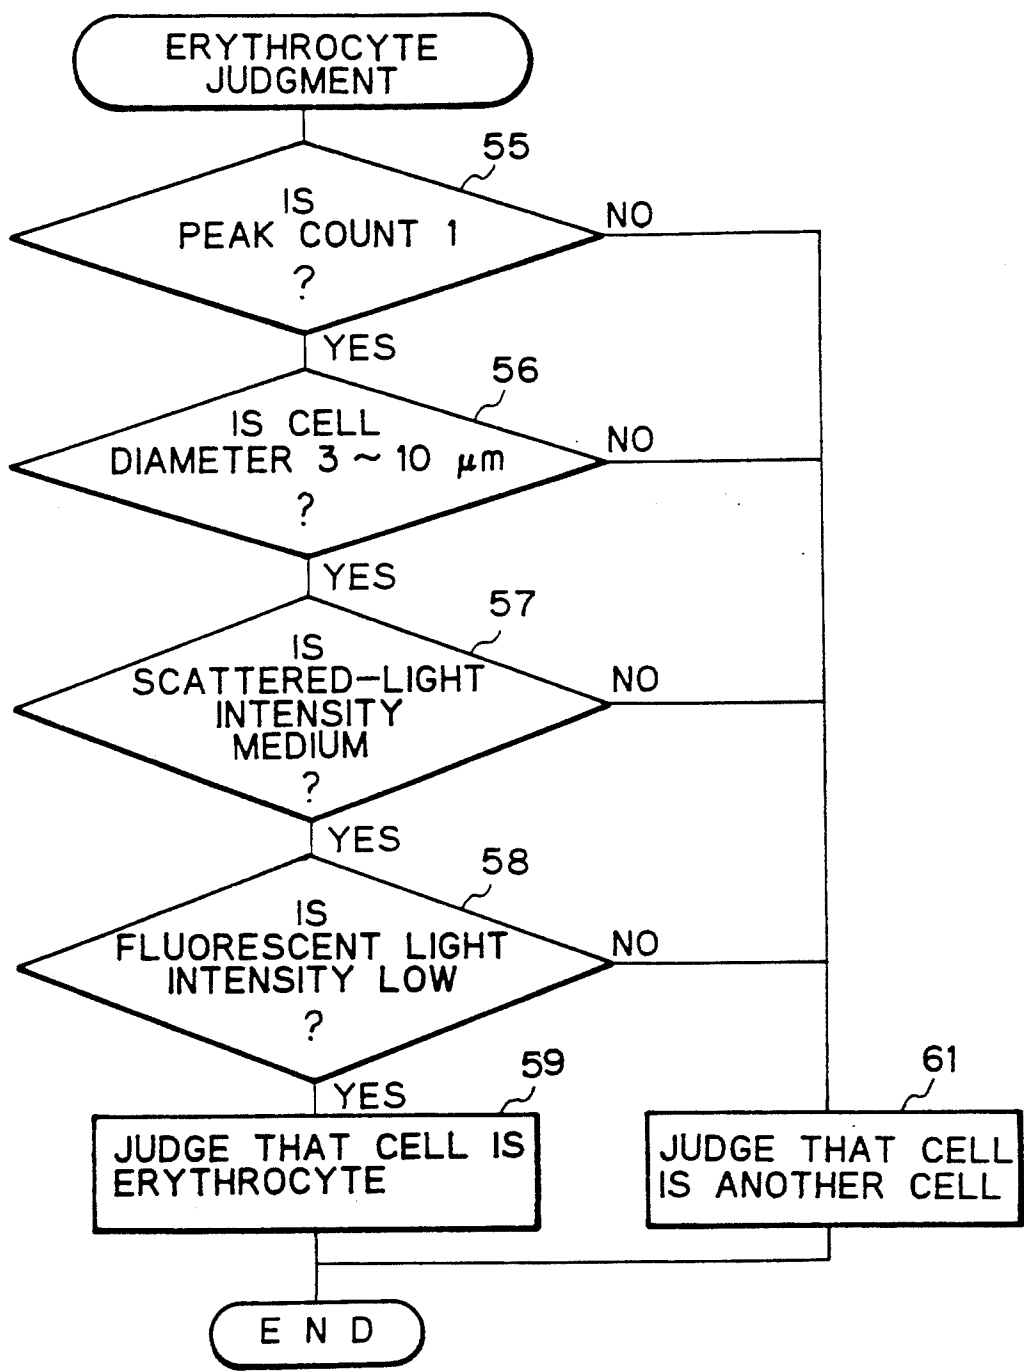 ERYTHROCYTE
JUDGMENT
55
IS
PEAK COUNT 1
?
NO
YES
56
IS CELL
DIAMETER 3 ~ 10 μm
?
NO
YES
57
IS
SCATTERED-LIGHT
INTENSITY
MEDIUM
?
NO
YES
58
IS
FLUORESCENT LIGHT
INTENSITY LOW
?
NO
YES
59
JUDGE THAT CELL IS
ERYTHROCYTE
61
JUDGE THAT CELL
IS ANOTHER CELL
END